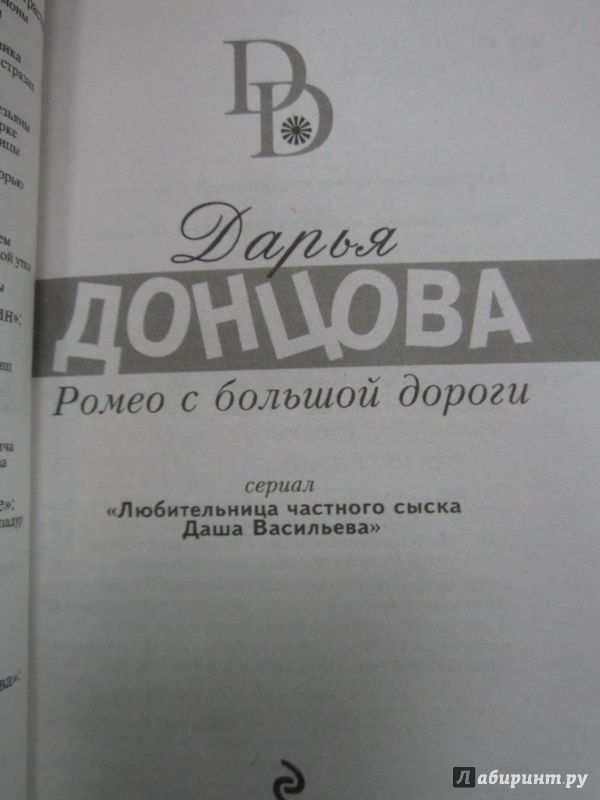 DD
Дарья
ДОНЦОВА
Ромео с большой дороги
сериал
«Любительница частного сыска
Даша Васильева»
Лабиринт.ру